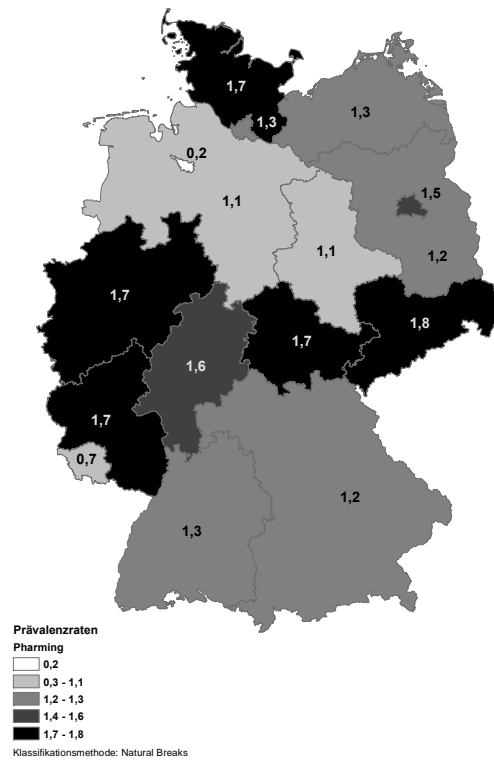 1,7
1,3
1,3
0,2
1,5
1,1
1,1
1,2
1,7
1,8
1,7
1,6
1,7
0,7
1,2
1,3
Prävalenzraten
Pharming
0,2
0,3 - 1,1
1,2 - 1,3
1,4 - 1,6
1,7 - 1,8
Klassifikationsmethode: Natural Breaks